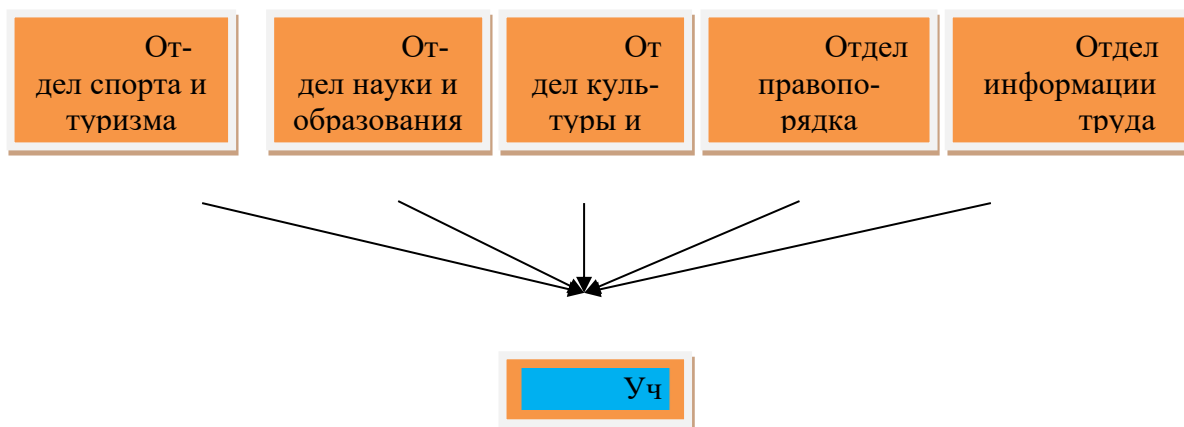 От-
дел спорта и
туризма
От-
дел науки и
образования
От
дел куль-
туры и
Отдел
правопо-
рядка
Отдел
информации
труда
Уч